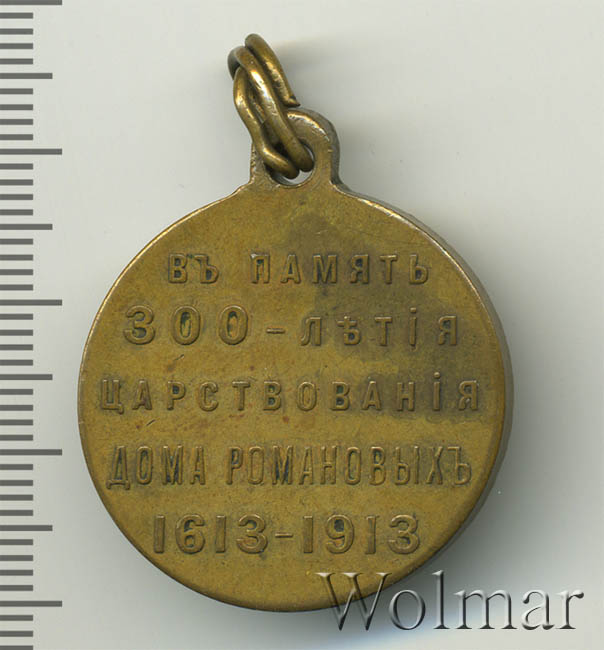 ВЪ ПАМЯТЬ
300-ЛѢТІЯ
ЦАРСТВОВАНІЯ
ДОМА РОМАНОВЫХЪ
1613-1913
Wolmar